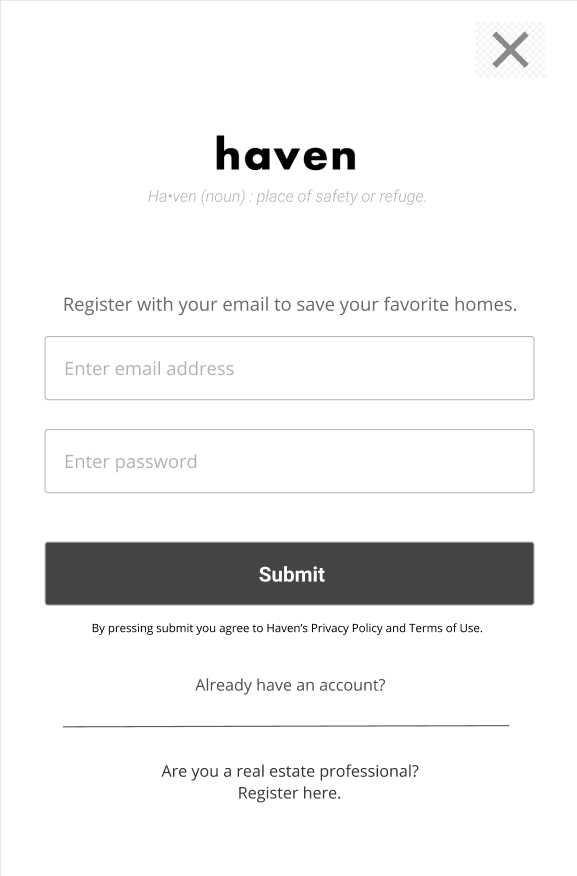 haven
Ha•ven (noun) : place of safety or refuge.
Register with your email to save your favorite homes.
Enter email address
Enter password
Submit
By pressing submit you agree to Haven’s Privacy Policy and Terms of Use.
Already have an account?
Are you a real estate professional?
Register here.